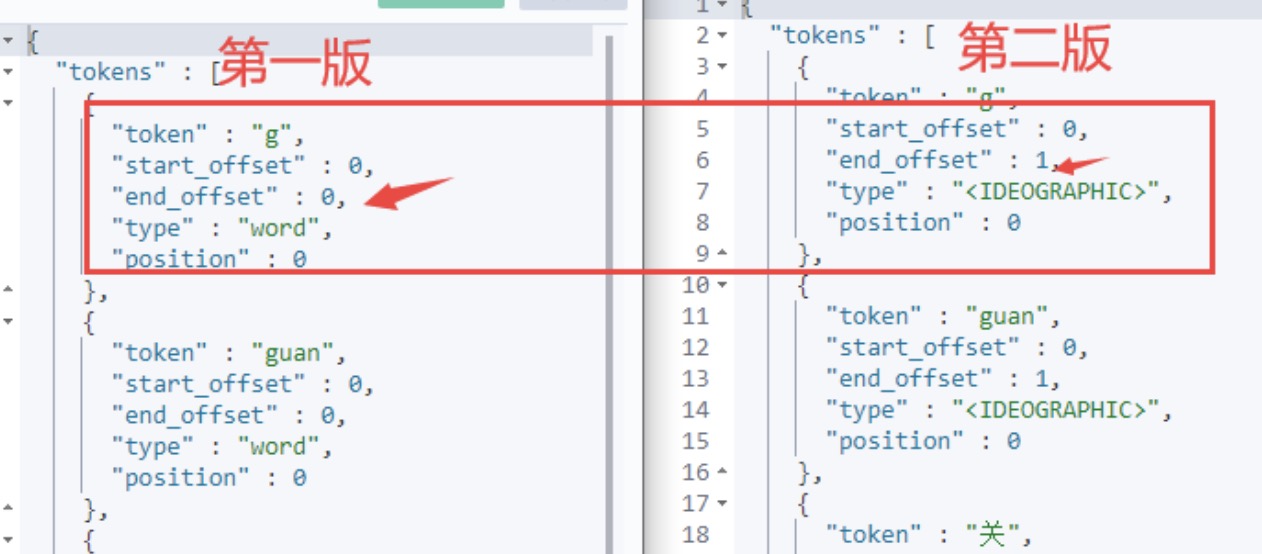 {
第一版
"tokens" : [
{
"token" : "g",
"start_offset" : 0,
"end_offset" : 0,
"type" : "word",
"position" : 0
},
{
"token" : "guan",
"start_offset" : 0,
"end_offset" : 0,
"type" : "word",
"position" : 0
},
{
1 {
第二版
2 "tokens" : [
3 {
4 "token" : "g",
5 "start_offset" : 0,
6 "end_offset" : 1,
7 "type" : "<IDEOGRAPHIC>",
8 "position" : 0
9 },
10 {
11 "token" : "guan",
12 "start_offset" : 0,
13 "end_offset" : 1,
14 "type" : "<IDEOGRAPHIC>",
15 "position" : 0
16 },
17 {
18 "token" : "关",